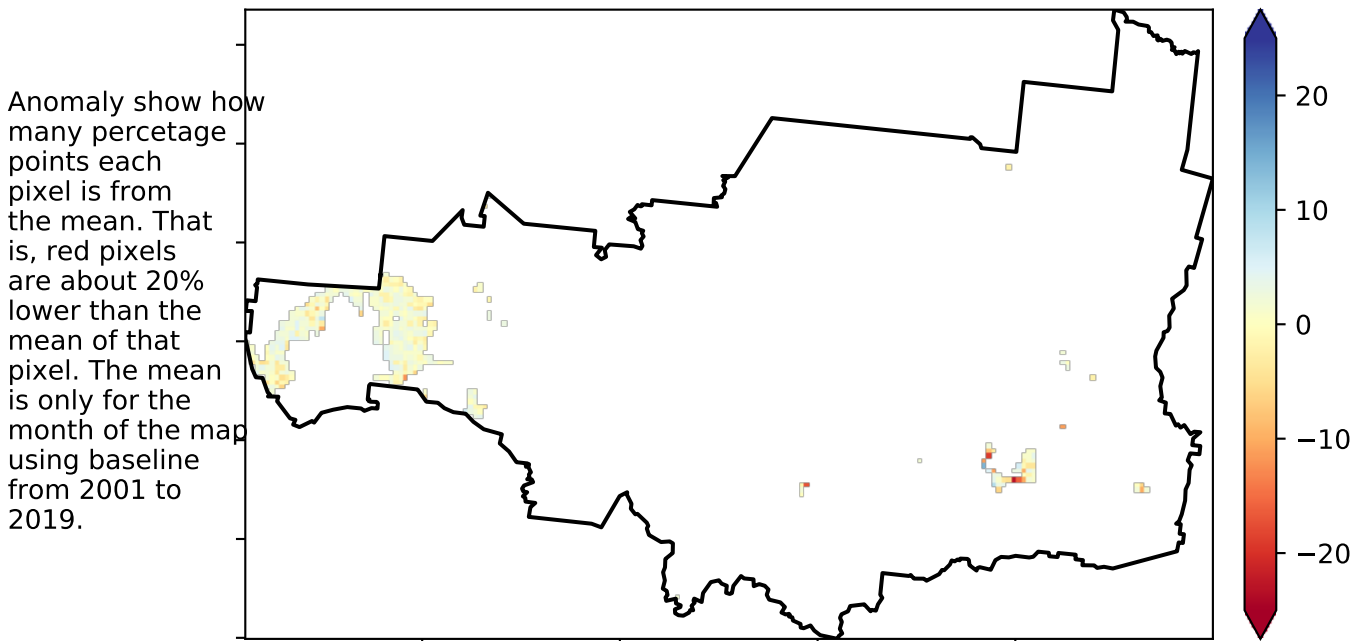 Anomaly show how
many percetage
points each
pixel is from
the mean. That
is, red pixels
are about 20%
lower than the
mean of that
pixel. The mean
is only for the
month of the map
using baseline
from 2001 to
2019.
20
10
0
−10
−20